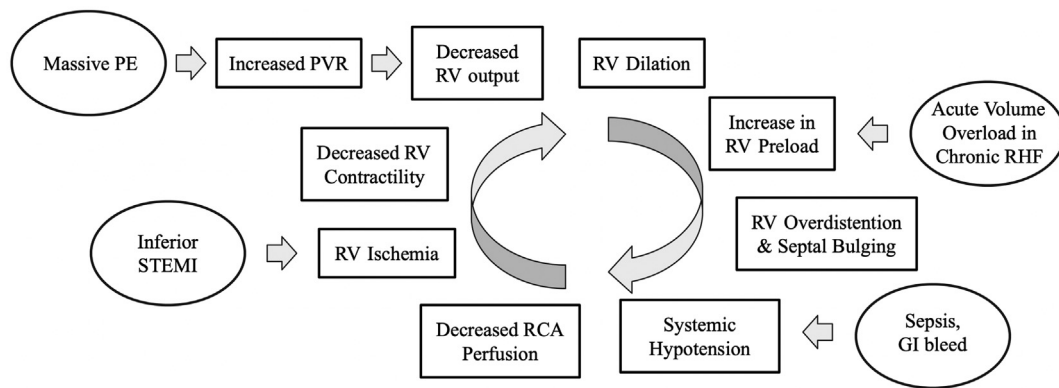 Massive PE
Increased PVR
Decreased
RV output
RV Dilation
Increase in
RV Preload
Acute Volume
Overload in
Chronic RHF
Decreased RV
Contractility
RV Overdistention
& Septal Bulging
Inferior
STEMI
RV Ischemia
Decreased RCA
Perfusion
Systemic
Hypotension
Sepsis,
GI bleed